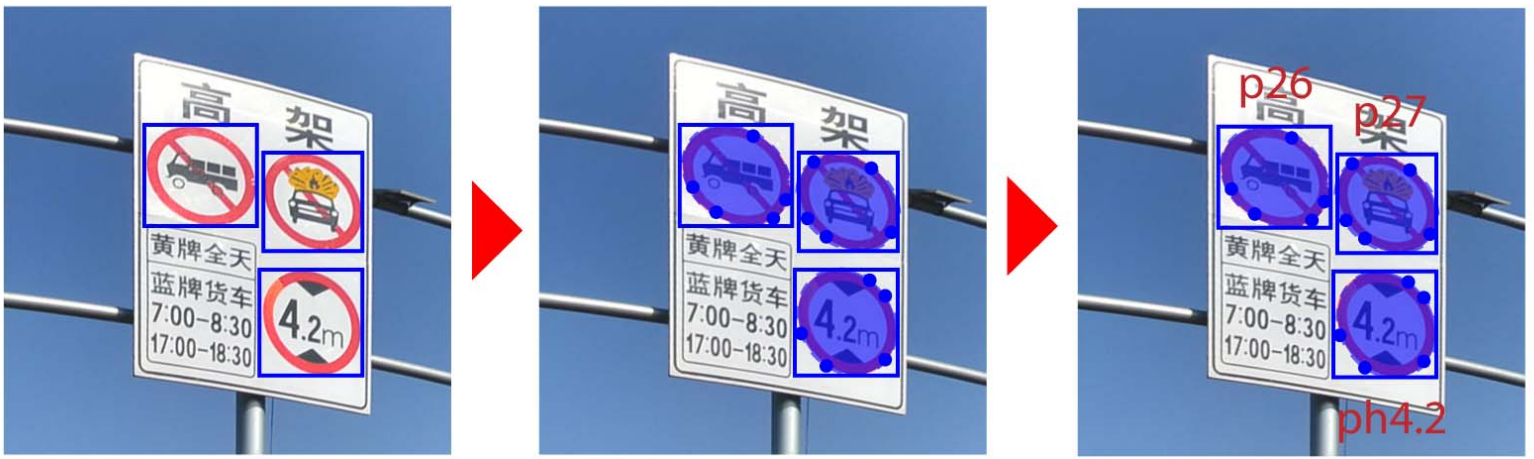 高 架
黄牌全天
蓝牌货车
7:00-8:30
17:00-18:30
4.2m
高 架
黄牌全天
蓝牌货车
7:00-8:30
17:00-18:30
4.2m
p26
p27
高 架
黄牌全天
蓝牌货车
7:00-8:30
17:00-18:30
4.2m
ph4.2